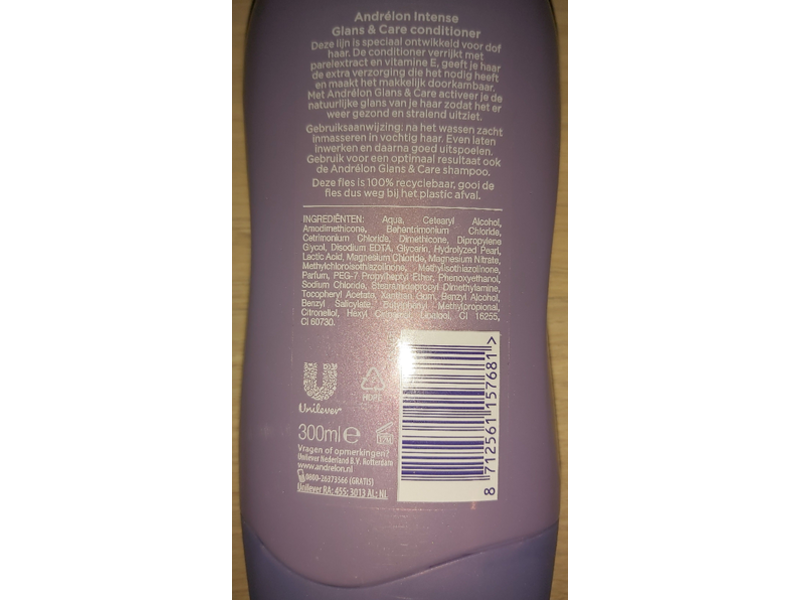 Andrélon Intense
Glans & Care conditioner
Deze lijn is speciaal ontwikkeld voor dof
haar. De conditioner verrijkt met
parelextract en vitamine E, geeft je haar
de extra verzorging die het nodig heeft
en maakt het makkelijk doorkambaar.
Met Andrélon Glans & Care activeer je de
natuurlijke glans van je haar zodat het er
weer gezond en stralend uitziet.
Gebruiksaanwijzing: na het wassen zacht
inmasseren in vochtig haar. Even laten
inwerken en daarna goed uitspoelen.
Gebruik voor een optimaal resultaat ook
de Andrélon Glans & Care shampoo.
Deze fles is 100% recyclebaar, gooi de
fles dus weg bij het plastic afval.
INGREDIËNTEN: Aqua, Cetearyl Alcohol,
Amodimethicone, Behentrimonium Chloride,
Cetrimonium Chloride, Dimethicone, Dipropylene
Glycol, Disodium EDTA, Glycerin, Hydrolyzed Pearl,
Lactic Acid, Magnesium Chloride, Magnesium Nitrate,
Methylchloroisothiazolinone, Methylisothiazolinone,
Parfum, PEG-7 Propylheptyl Ether, Phenoxyethanol,
Sodium Chloride, Stearamidopropyl Dimethylamine,
Tocopheryl Acetate, Xanthan Gum, Benzyl Alcohol,
Benzyl Salicylate, Butylphenyl Methylpropional,
Citronellol, Hexyl Cinnamal, Linalool, CI 16255,
CI 60730.
Unilever
HDPE
300ml e
12M
Vragen of opmerkingen?
Unilever Nederland B.V. Rotterdam
www.andrelon.nl
0800-26373566 (GRATIS)
Unilever RA: 455; 3013 AL; NL
8 712561 157681 >